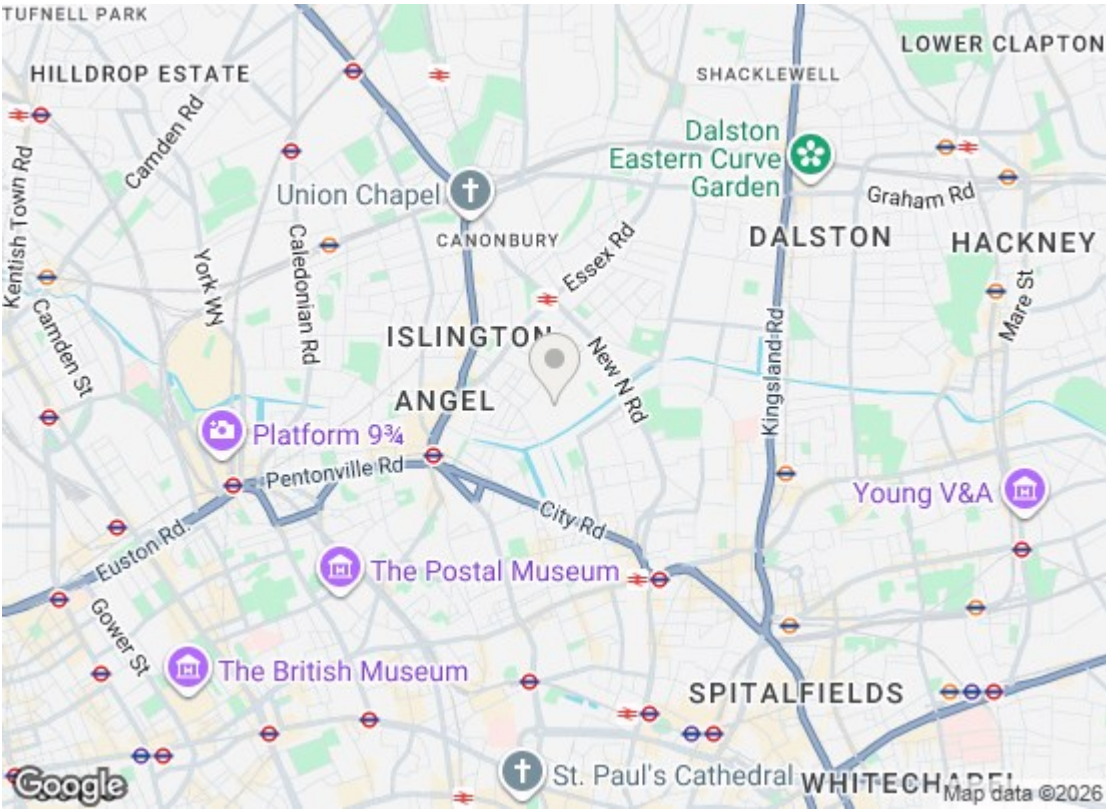 TUFNELL PARK
LOWER CLAPTON
HILLDROP ESTATE
SHACKLEWELL
Camden Rd
Dalston
Eastern Curve
Garden
Union Chapel
Graham Rd
Kentish Town Rd
CANONBURY
Essex Rd
DALSTON
HACKNEY
York Wy
Caledonian Rd
Mare St
Camden St
ISLINGTON
New N Rd
Kingsland Rd
ANGEL
Platform 9¾
Pentonville Rd
Young V&A
City Rd
Euston Rd.
The Postal Museum
Gower St
The British Museum
SPITALFIELDS
St. Paul's Cathedral
WHITECHAPEL
Google
Map data ©2026